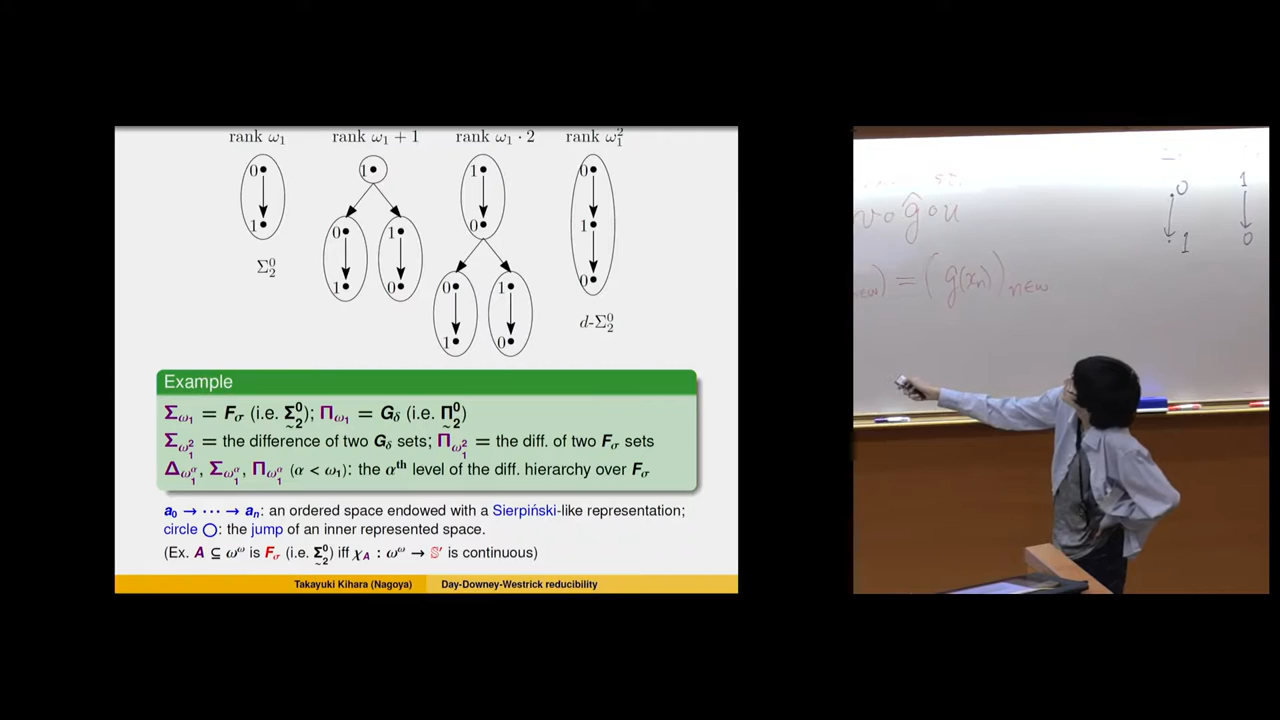 rank ω₁ rank ω₁ + 1 rank ω₁ · 2 rank ω₁²
0 1 1 0
1 0 1 0 1
Σ⁰₂ 1 0 0 1 0
1 0 d-Σ⁰₂
Example
Σ_ω₁ = F_σ (i.e. Σ⁰₂); Π_ω₁ = G_δ (i.e. Π⁰₂)
Σ_ω₁² = the difference of two G_δ sets; Π_ω₁² = the diff. of two F_σ sets
Δ_ω₁^α, Σ_ω₁^α, Π_ω₁^α (α < ω₁): the α^th level of the diff. hierarchy over F_σ
a₀ → ⋯ → aₙ: an ordered space endowed with a Sierpiński-like representation;
circle ◯: the jump of an inner represented space.
(Ex. A ⊆ ω^ω is F_σ (i.e. Σ⁰₂) iff χ_A : ω^ω → 𝕊′ is continuous)
Takayuki Kihara (Nagoya) Day-Downey-Westrick reducibility
v∘ĝ∘u
= (g(xₙ))ₙ∈ω
0 1
1 0